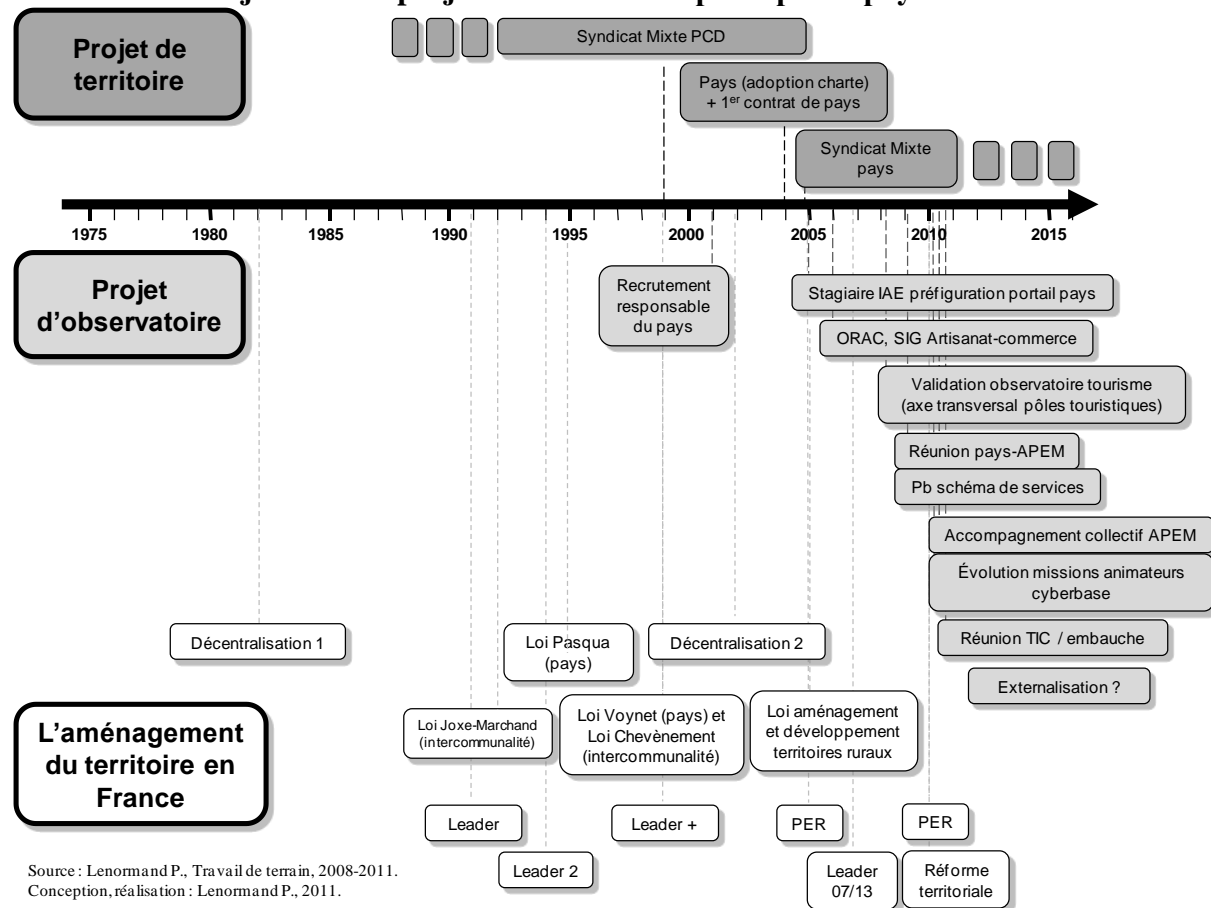 Projet de
territoire
Syndicat Mixte PCD
Pays (adoption charte)
+ 1er contrat de pays
Syndicat Mixte
pays
1975 1980 1985 1990 1995 2000 2005 2010 2015
Projet
d'observatoire
Recrutement
responsable
du pays
Stagiaire IAE préfiguration portail pays
ORAC, SIG Artisanat-commerce
Validation observatoire tourisme
(axe transversal pôles touristiques)
Réunion pays-APEM
Pb schéma de services
Accompagnement collectif APEM
Évolution missions animateurs
cyberbase
Réunion TIC / embauche
Externalisation ?
L'aménagement
du territoire en
France
Décentralisation 1
Loi Pasqua
(pays)
Décentralisation 2
Loi Joxe-Marchand
(intercommunalité)
Loi Voynet (pays) et
Loi Chevènement
(intercommunalité)
Loi aménagement
et développement
territoires ruraux
Leader
Leader +
PER
PER
Leader 2
Leader
07/13
Réforme
territoriale
Source : Lenormand P., Travail de terrain, 2008-2011.
Conception, réalisation : Lenormand P., 2011.